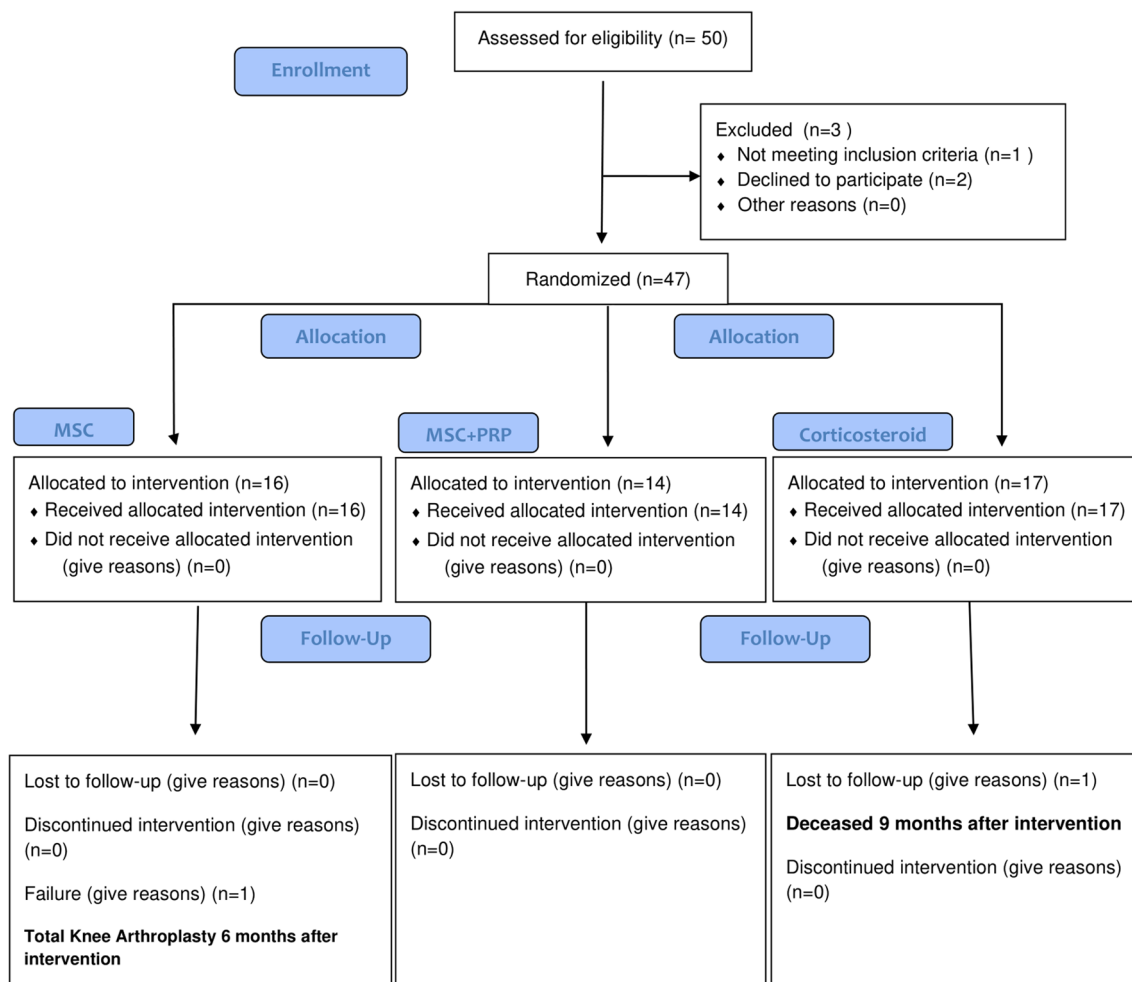 Assessed for eligibility (n= 50)
Enrollment
Excluded  (n=3 )
♦ Not meeting inclusion criteria (n=1 )
♦ Declined to participate (n=2)
♦ Other reasons (n=0)
Randomized (n=47)
Allocation
Allocation
MSC
MSC+PRP
Corticosteroid
Allocated to intervention (n=16)
♦ Received allocated intervention (n=16)
♦ Did not receive allocated intervention
(give reasons) (n=0)
Allocated to intervention (n=14)
♦ Received allocated intervention (n=14)
♦ Did not receive allocated intervention
(give reasons) (n=0)
Allocated to intervention (n=17)
♦ Received allocated intervention (n=17)
♦ Did not receive allocated intervention
(give reasons) (n=0)
Follow-Up
Follow-Up
Lost to follow-up (give reasons) (n=0)
Discontinued intervention (give reasons)
(n=0)
Failure (give reasons) (n=1)
Total Knee Arthroplasty 6 months after
intervention
Lost to follow-up (give reasons) (n=0)
Discontinued intervention (give reasons)
(n=0)
Lost to follow-up (give reasons) (n=1)
Deceased 9 months after intervention
Discontinued intervention (give reasons)
(n=0)